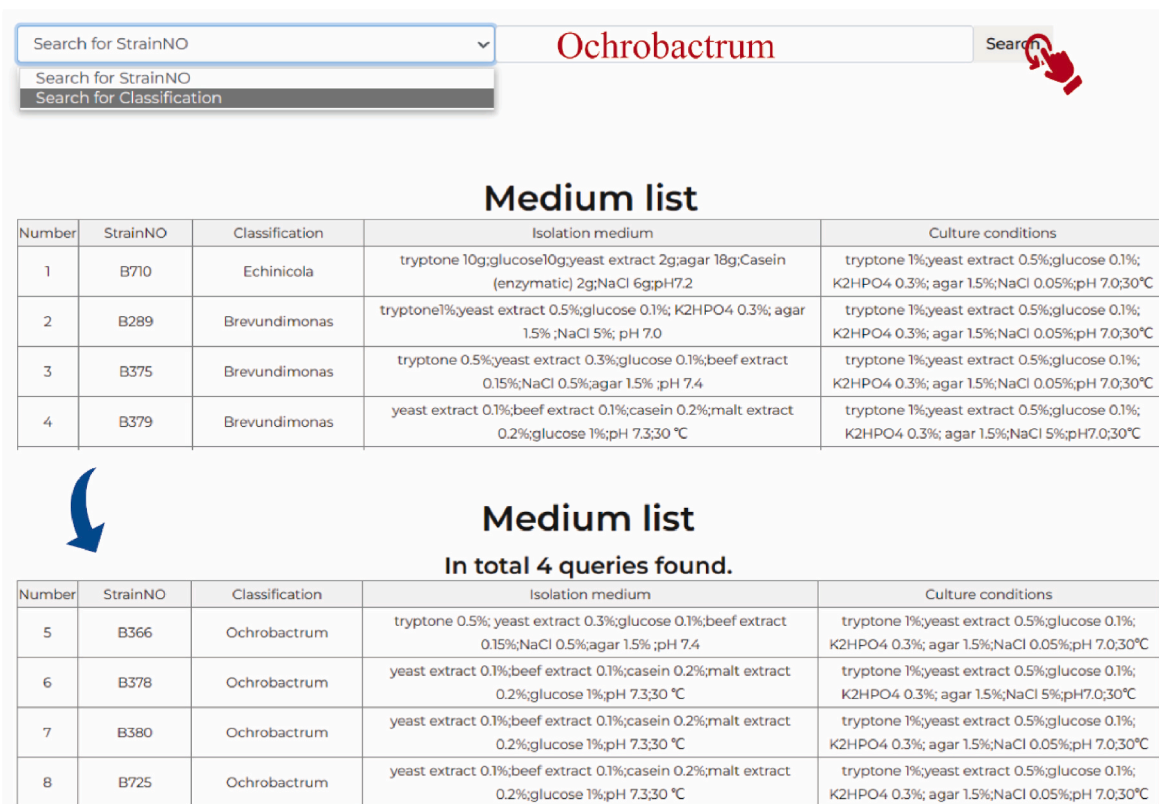 Search for StrainNO Ochrobactrum Search
Search for StrainNO
Search for Classification
Medium list
Number StrainNO Classification Isolation medium Culture conditions
1 B710 Echinicola tryptone 10g;glucose10g;yeast extract 2g;agar 18g;Casein tryptone 1%;yeast extract 0.5%;glucose 0.1%;
(enzymatic) 2g;NaCl 6g;pH7.2 K2HPO4 0.3%; agar 1.5%;NaCl 0.05%;pH 7.0;30℃
2 B289 Brevundimonas tryptone1%;yeast extract 0.5%;glucose 0.1%; K2HPO4 0.3%; agar tryptone 1%;yeast extract 0.5%;glucose 0.1%;
1.5% ;NaCl 5%; pH 7.0 K2HPO4 0.3%; agar 1.5%;NaCl 0.05%;pH 7.0;30℃
3 B375 Brevundimonas tryptone 0.5%;yeast extract 0.3%;glucose 0.1%;beef extract tryptone 1%;yeast extract 0.5%;glucose 0.1%;
0.15%;NaCl 0.5%;agar 1.5% ;pH 7.4 K2HPO4 0.3%; agar 1.5%;NaCl 0.05%;pH 7.0;30℃
4 B379 Brevundimonas yeast extract 0.1%;beef extract 0.1%;casein 0.2%;malt extract tryptone 1%;yeast extract 0.5%;glucose 0.1%;
0.2%;glucose 1%;pH 7.3;30 ℃ K2HPO4 0.3%; agar 1.5%;NaCl 5%;pH7.0;30℃
Medium list
In total 4 queries found.
Number StrainNO Classification Isolation medium Culture conditions
5 B366 Ochrobactrum tryptone 0.5%; yeast extract 0.3%;glucose 0.1%;beef extract tryptone 1%;yeast extract 0.5%;glucose 0.1%;
0.15%;NaCl 0.5%;agar 1.5% ;pH 7.4 K2HPO4 0.3%; agar 1.5%;NaCl 0.05%;pH 7.0;30℃
6 B378 Ochrobactrum yeast extract 0.1%;beef extract 0.1%;casein 0.2%;malt extract tryptone 1%;yeast extract 0.5%;glucose 0.1%;
0.2%;glucose 1%;pH 7.3;30 ℃ K2HPO4 0.3%; agar 1.5%;NaCl 5%;pH7.0;30℃
7 B380 Ochrobactrum yeast extract 0.1%;beef extract 0.1%;casein 0.2%;malt extract tryptone 1%;yeast extract 0.5%;glucose 0.1%;
0.2%;glucose 1%;pH 7.3;30 ℃ K2HPO4 0.3%; agar 1.5%;NaCl 0.05%;pH 7.0;30℃
8 B725 Ochrobactrum yeast extract 0.1%;beef extract 0.1%;casein 0.2%;malt extract tryptone 1%;yeast extract 0.5%;glucose 0.1%;
0.2%;glucose 1%;pH 7.3;30 ℃ K2HPO4 0.3%; agar 1.5%;NaCl 0.05%;pH 7.0;30℃